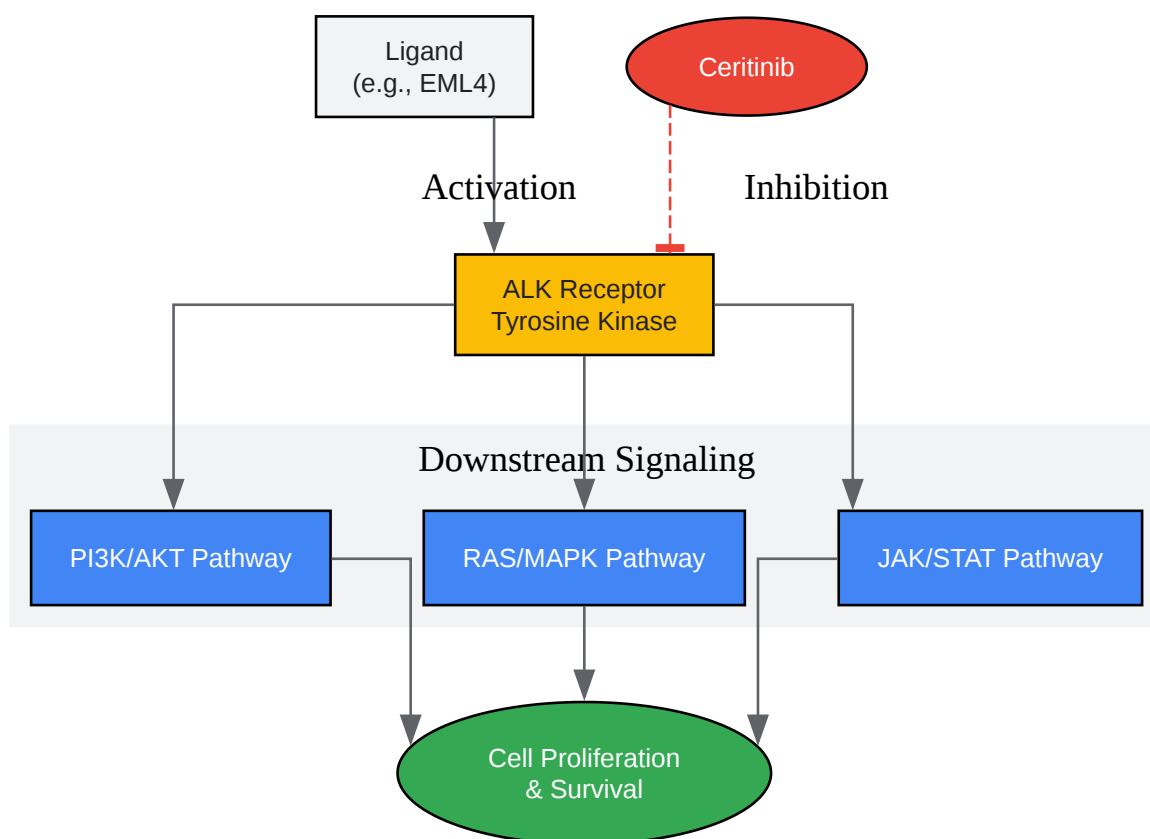 Ligand
(e.g., EML4)
Ceritinib
Activation
Inhibition
ALK Receptor
Tyrosine Kinase
Downstream Signaling
PI3K/AKT Pathway
RAS/MAPK Pathway
JAK/STAT Pathway
Cell Proliferation
& Survival